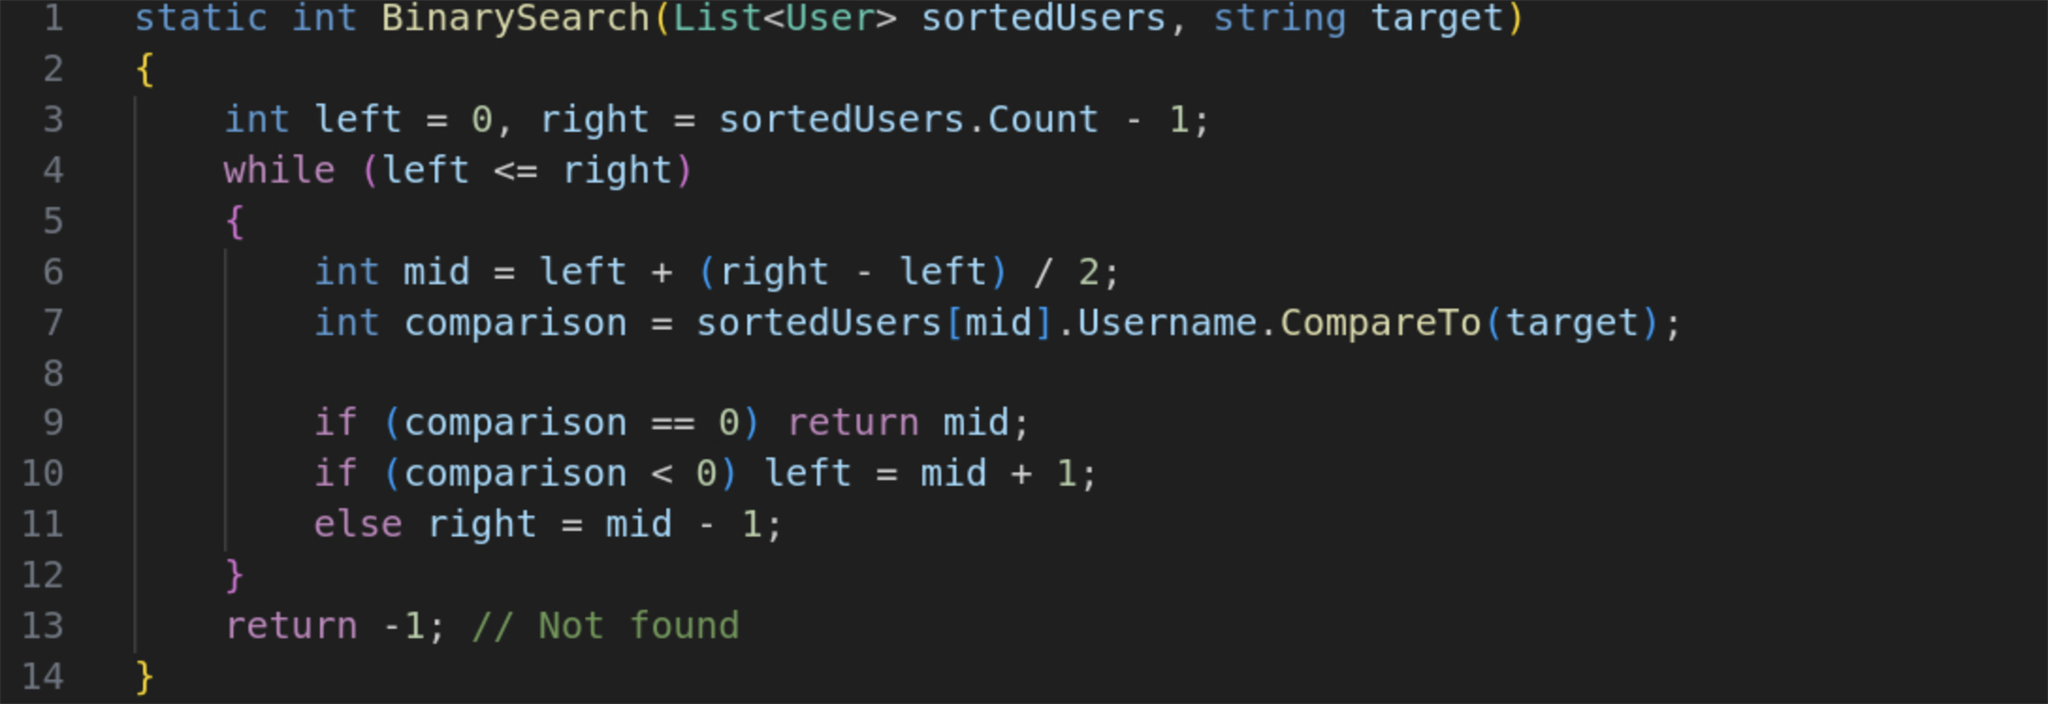 1 static int BinarySearch(List<User> sortedUsers, string target)
2 {
3     int left = 0, right = sortedUsers.Count - 1;
4     while (left <= right)
5     {
6         int mid = left + (right - left) / 2;
7         int comparison = sortedUsers[mid].Username.CompareTo(target);
8
9         if (comparison == 0) return mid;
10         if (comparison < 0) left = mid + 1;
11         else right = mid - 1;
12     }
13     return -1; // Not found
14 }